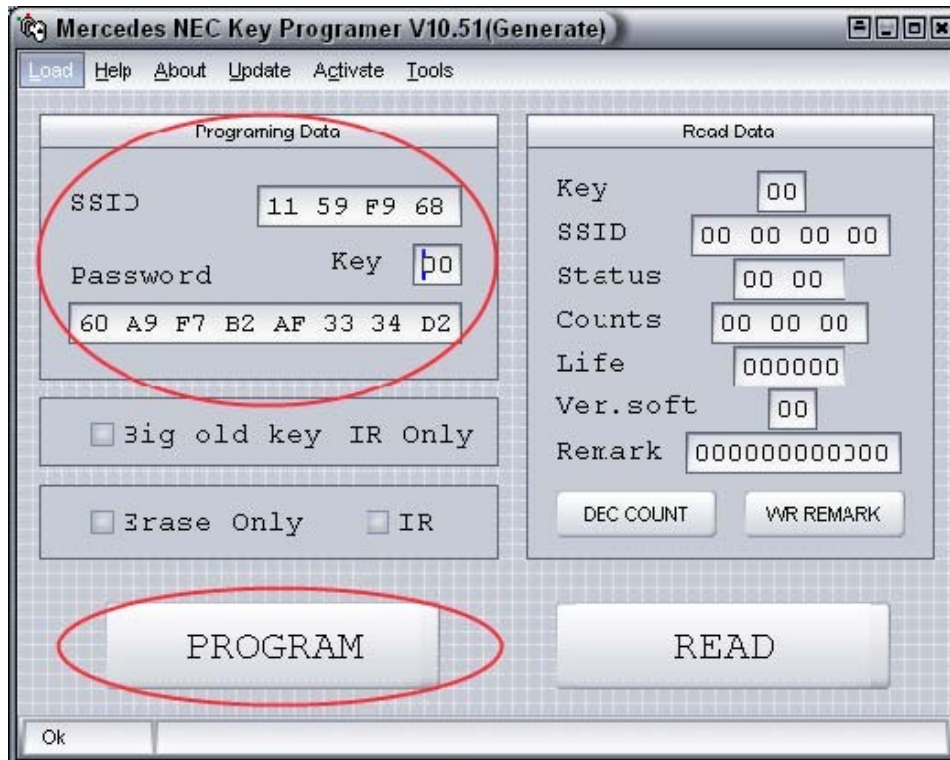 Mercedes NEC Key Programer V10.51(Generate)
Load Help About Update Activate Tools
Programing Data
SSID 11 59 F9 68
Key 00
Password
60 A9 F7 B2 AF 33 34 D2
Big old key IR Only
Erase Only IR
PROGRAM
Read Data
Key 00
SSID 00 00 00 00
Status 00 00
Counts 00 00 00
Life 000000
Ver.soft 00
Remark 000000000000
DEC COUNT WR REMARK
READ
Ok